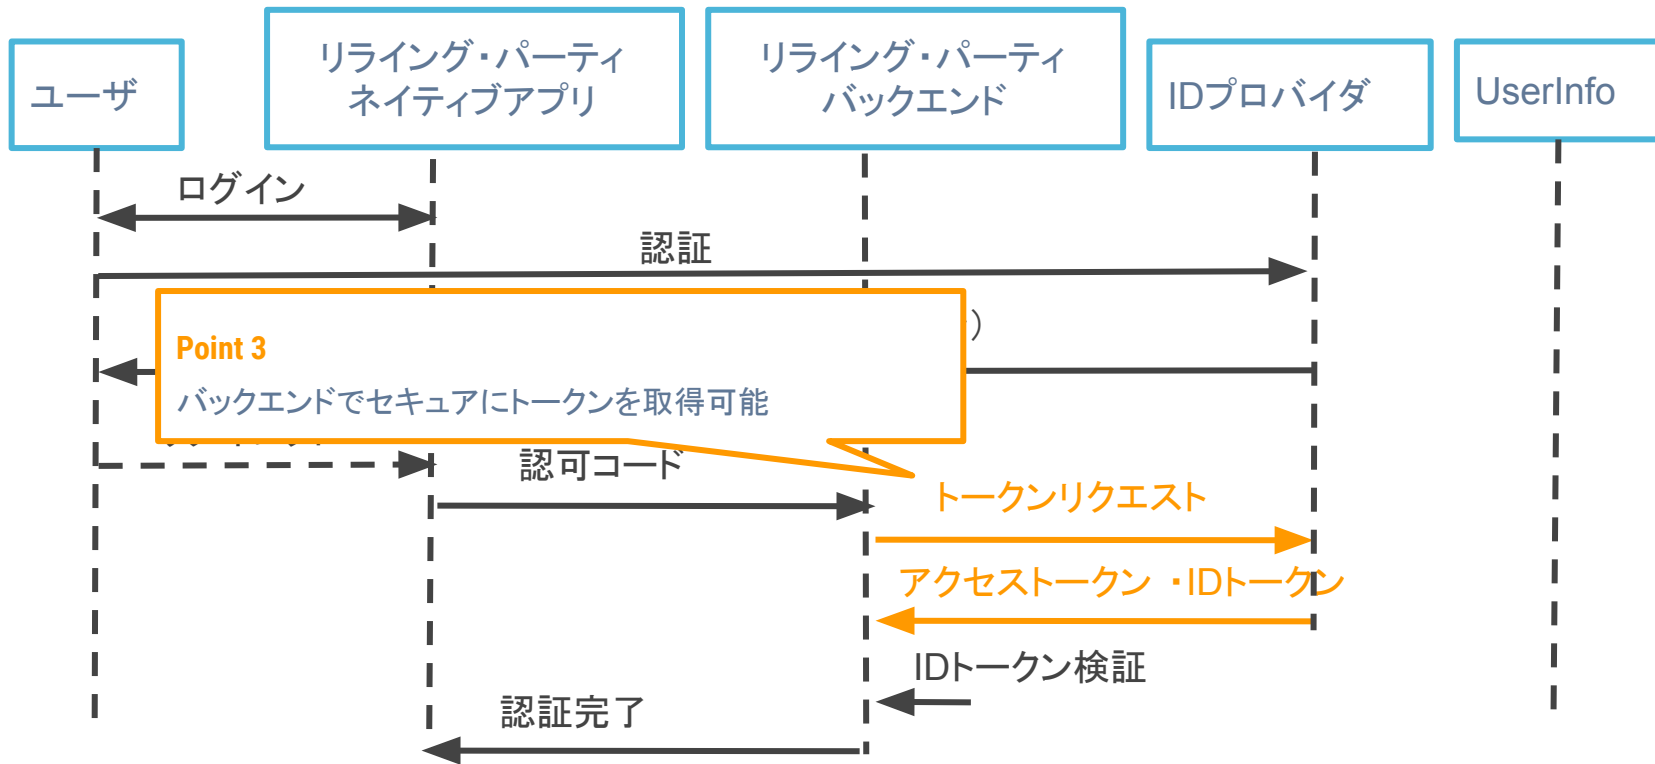 ユーザ
リライング・パーティ
ネイティブアプリ
リライング・パーティ
バックエンド
IDプロバイダ
UserInfo
ログイン
認証
)
Point 3
バックエンドでセキュアにトークンを取得可能
認可コード
トークンリクエスト
アクセストークン ・IDトークン
IDトークン検証
認証完了